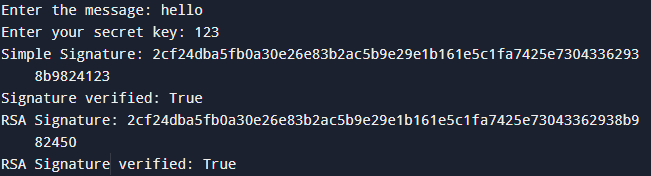 Enter the message: hello
Enter your secret key: 123
Simple Signature: 2cf24dba5fb0a30e26e83b2ac5b9e29e1b161e5c1fa7425e7304336293
8b9824123
Signature verified: True
RSA Signature: 2cf24dba5fb0a30e26e83b2ac5b9e29e1b161e5c1fa7425e73043362938b9
82450
RSA Signature verified: True